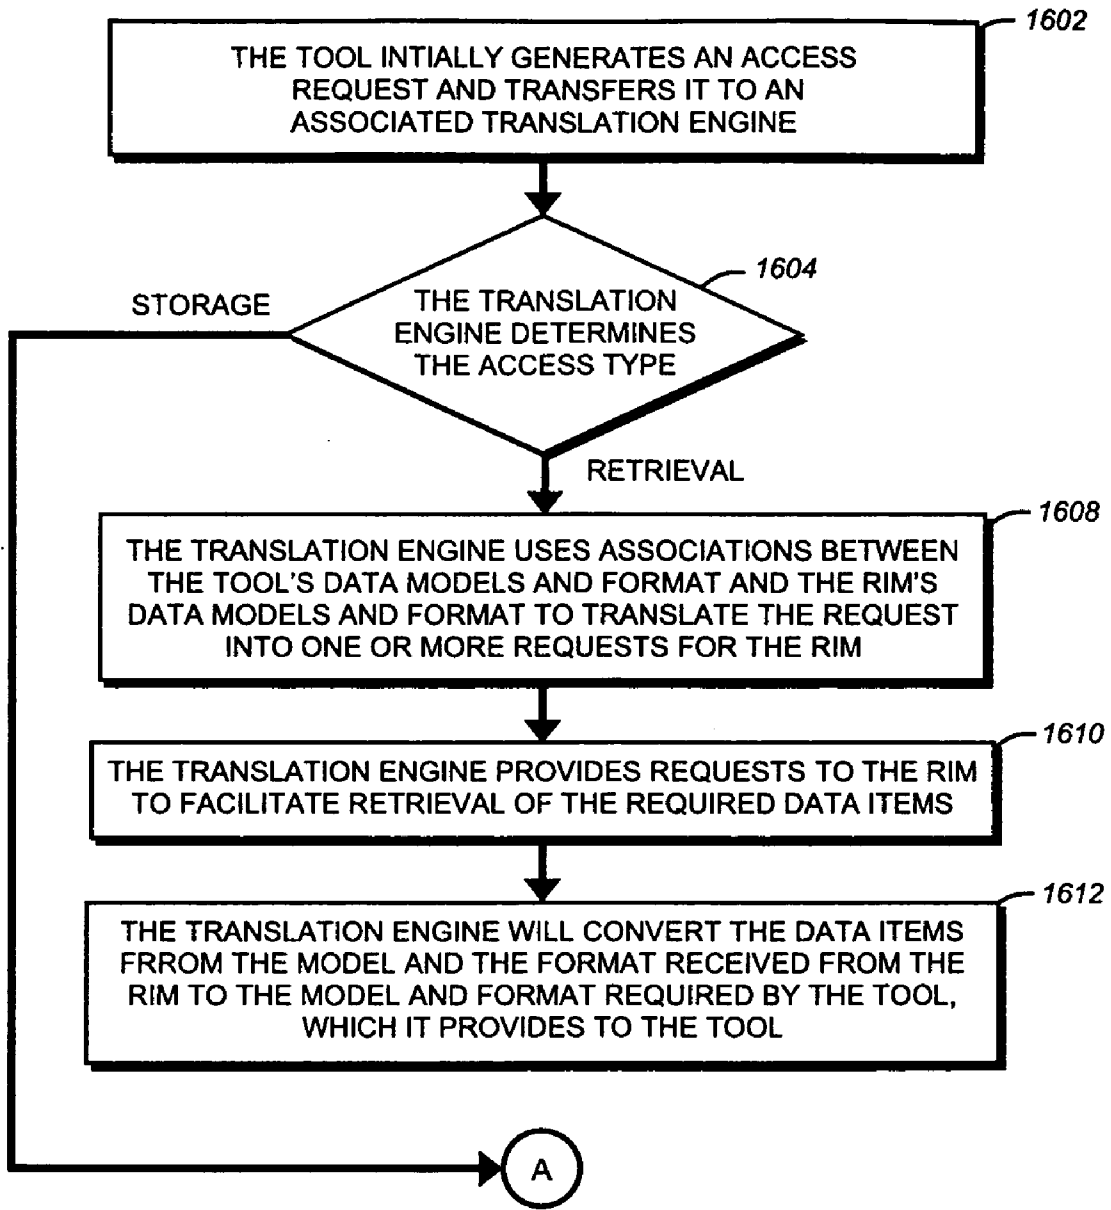 1602
THE TOOL INTIALLY GENERATES AN ACCESS
REQUEST AND TRANSFERS IT TO AN
ASSOCIATED TRANSLATION ENGINE
1604
STORAGE
THE TRANSLATION
ENGINE DETERMINES
THE ACCESS TYPE
RETRIEVAL
1608
THE TRANSLATION ENGINE USES ASSOCIATIONS BETWEEN
THE TOOL'S DATA MODELS AND FORMAT AND THE RIM'S
DATA MODELS AND FORMAT TO TRANSLATE THE REQUEST
INTO ONE OR MORE REQUESTS FOR THE RIM
1610
THE TRANSLATION ENGINE PROVIDES REQUESTS TO THE RIM
TO FACILITATE RETRIEVAL OF THE REQUIRED DATA ITEMS
1612
THE TRANSLATION ENGINE WILL CONVERT THE DATA ITEMS
FRROM THE MODEL AND THE FORMAT RECEIVED FROM THE
RIM TO THE MODEL AND FORMAT REQUIRED BY THE TOOL,
WHICH IT PROVIDES TO THE TOOL
A